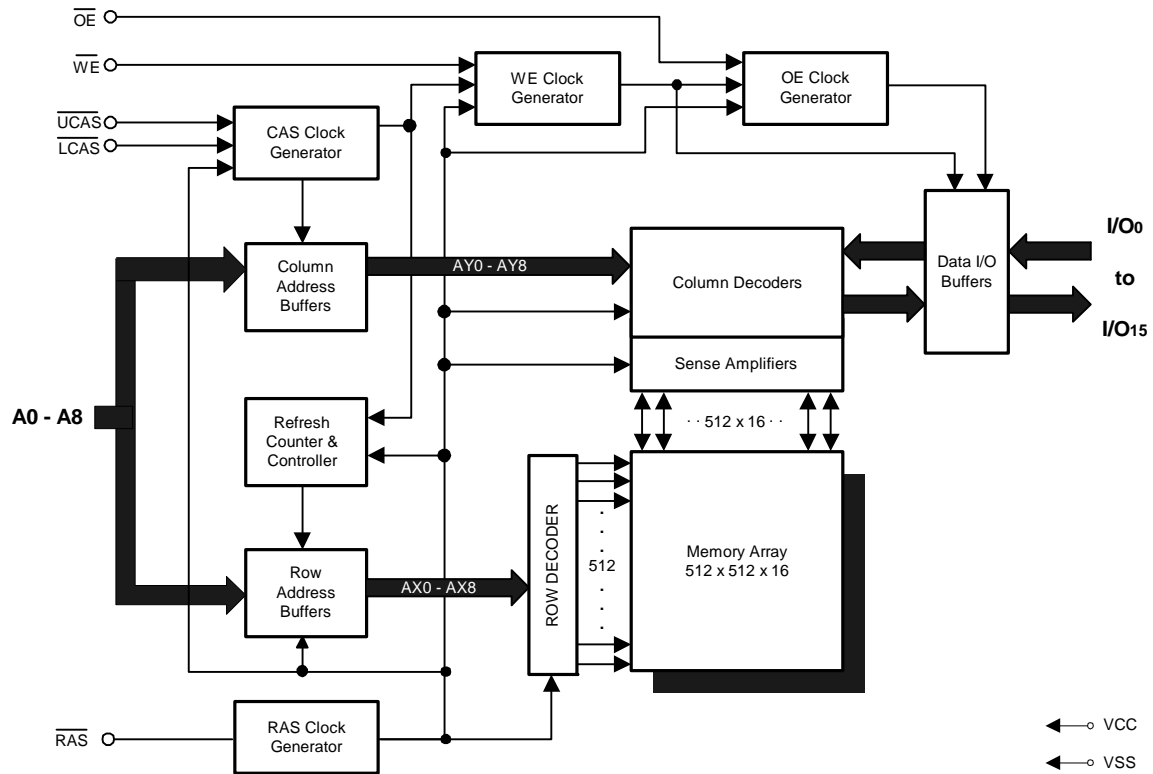 OE
WE
UCAS
LCAS
WE Clock
Generator
OE Clock
Generator
CAS Clock
Generator
Column
Address
Buffers
AY0 - AY8
Column Decoders
Data I/O
Buffers
I/O0
to
I/O15
Sense Amplifiers
· · 512 x 16 · ·
A0 - A8
Refresh
Counter &
Controller
ROW DECODER
512
Memory Array
512 x 512 x 16
Row
Address
Buffers
AX0 - AX8
RAS
RAS Clock
Generator
VCC
VSS